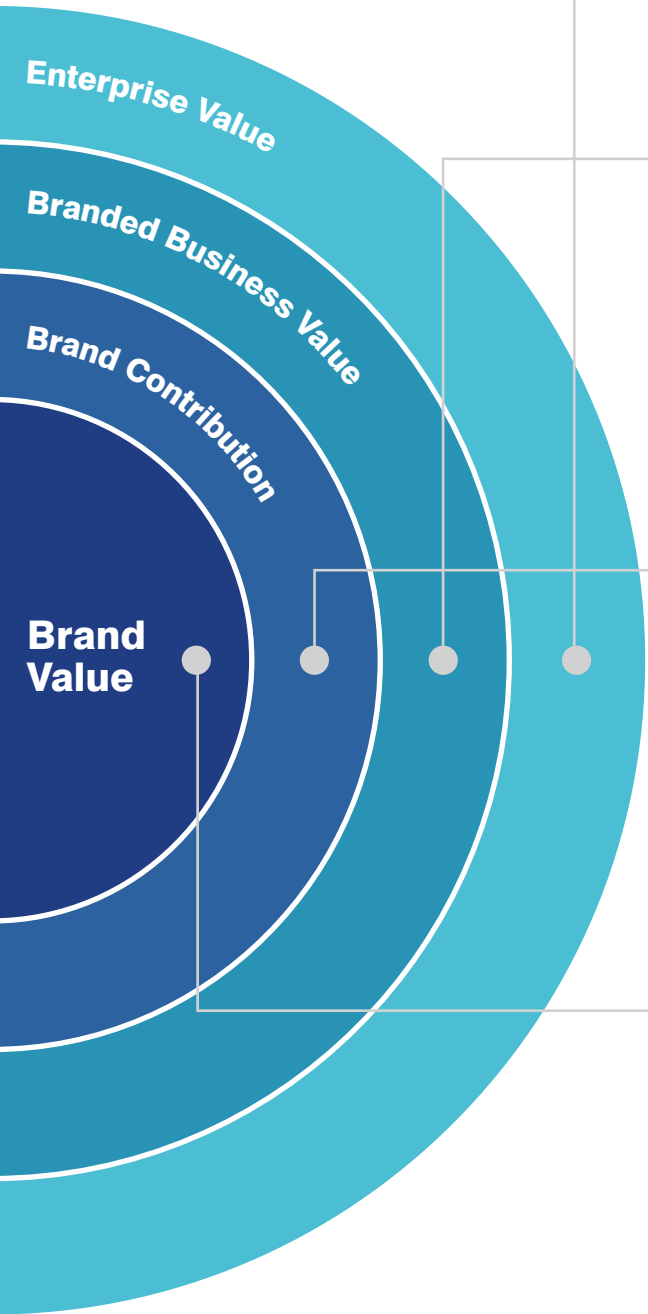 Enterprise Value
Branded Business Value
Brand Contribution
Brand
Value